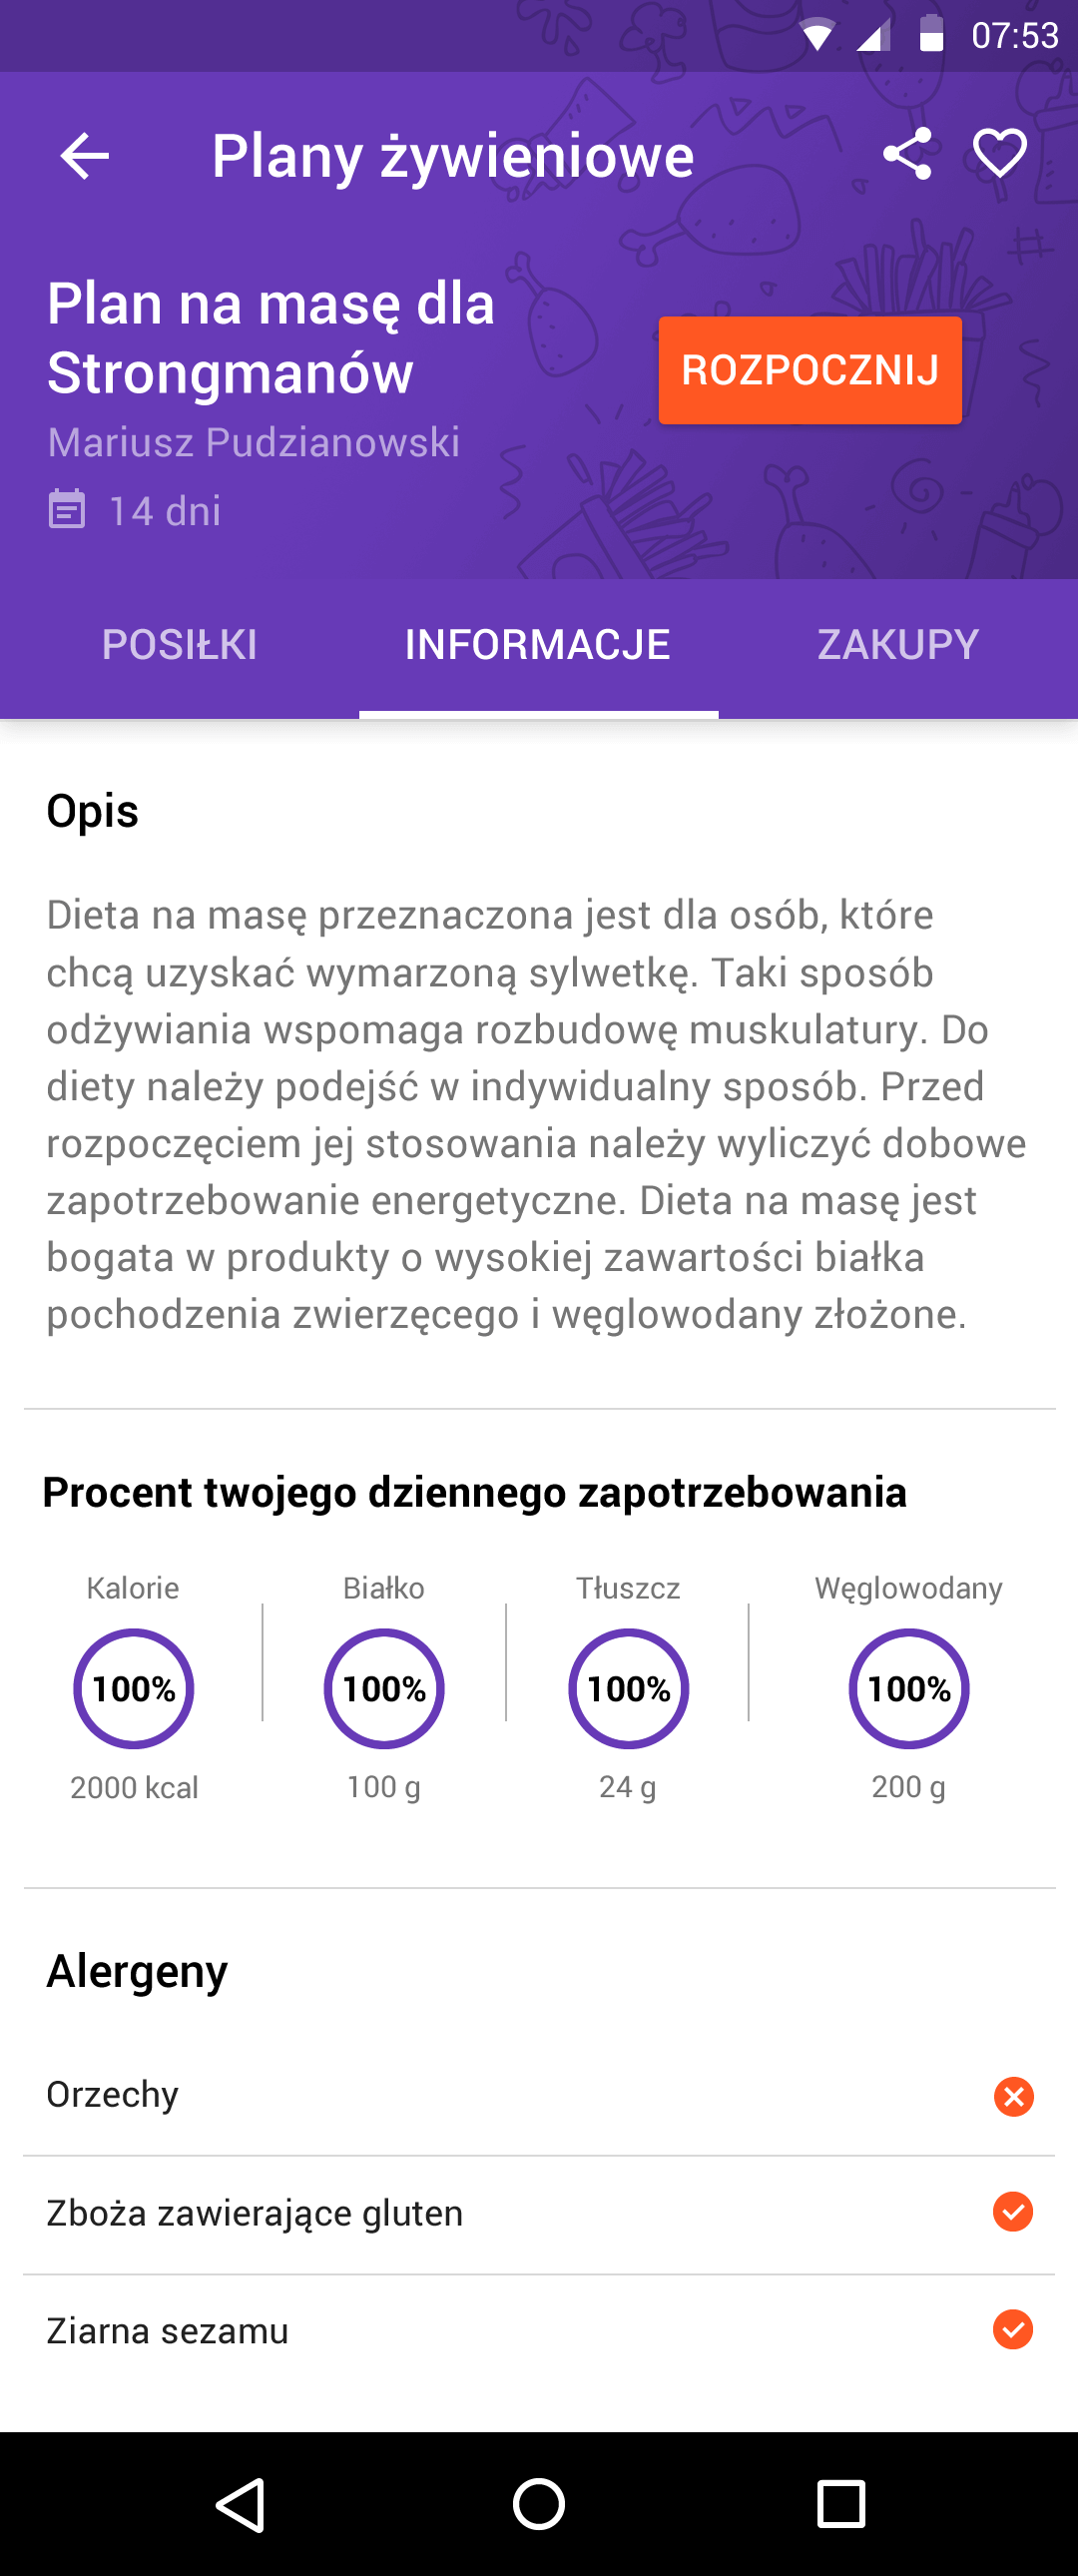 07:53
Plany żywieniowe
Plan na masę dla
Strongmanów
ROZPOCZNIJ
Mariusz Pudzianowski
14 dni
POSIŁKI INFORMACJE ZAKUPY
Opis
Dieta na masę przeznaczona jest dla osób, które
chcą uzyskać wymarzoną sylwetkę. Taki sposób
odżywiania wspomaga rozbudowę muskulatury. Do
diety należy podejść w indywidualny sposób. Przed
rozpoczęciem jej stosowania należy wyliczyć dobowe
zapotrzebowanie energetyczne. Dieta na masę jest
bogata w produkty o wysokiej zawartości białka
pochodzenia zwierzęcego i węglowodany złożone.
Procent twojego dziennego zapotrzebowania
Kalorie Białko Tłuszcz Węglowodany
100% 100% 100% 100%
2000 kcal 100 g 24 g 200 g
Alergeny
Orzechy
Zboża zawierające gluten
Ziarna sezamu